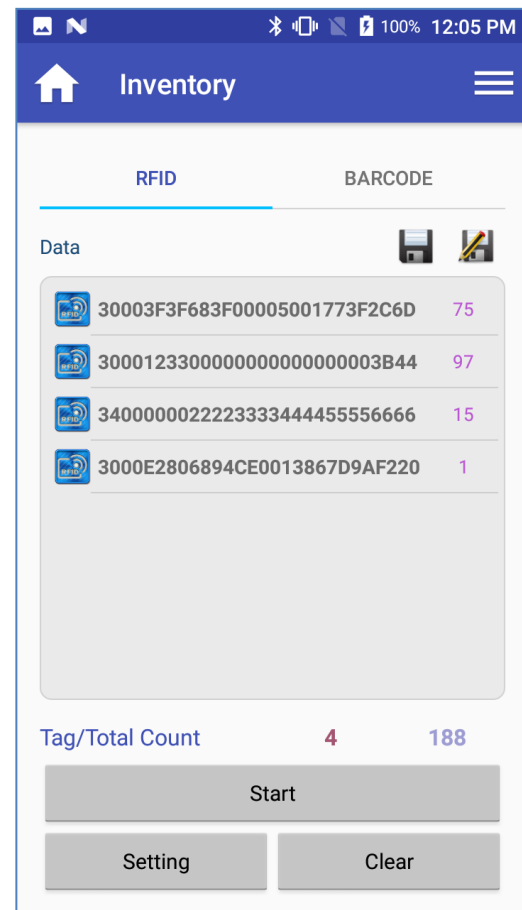 100% 12:05 PM
Inventory
RFID BARCODE
Data
RFID 30003F3F683F00005001773F2C6D 75
RFID 3000123300000000000000003B44 97
RFID 3400000022223333444455556666 15
RFID 3000E2806894CE0013867D9AF220 1
Tag/Total Count 4 188
Start
Setting Clear